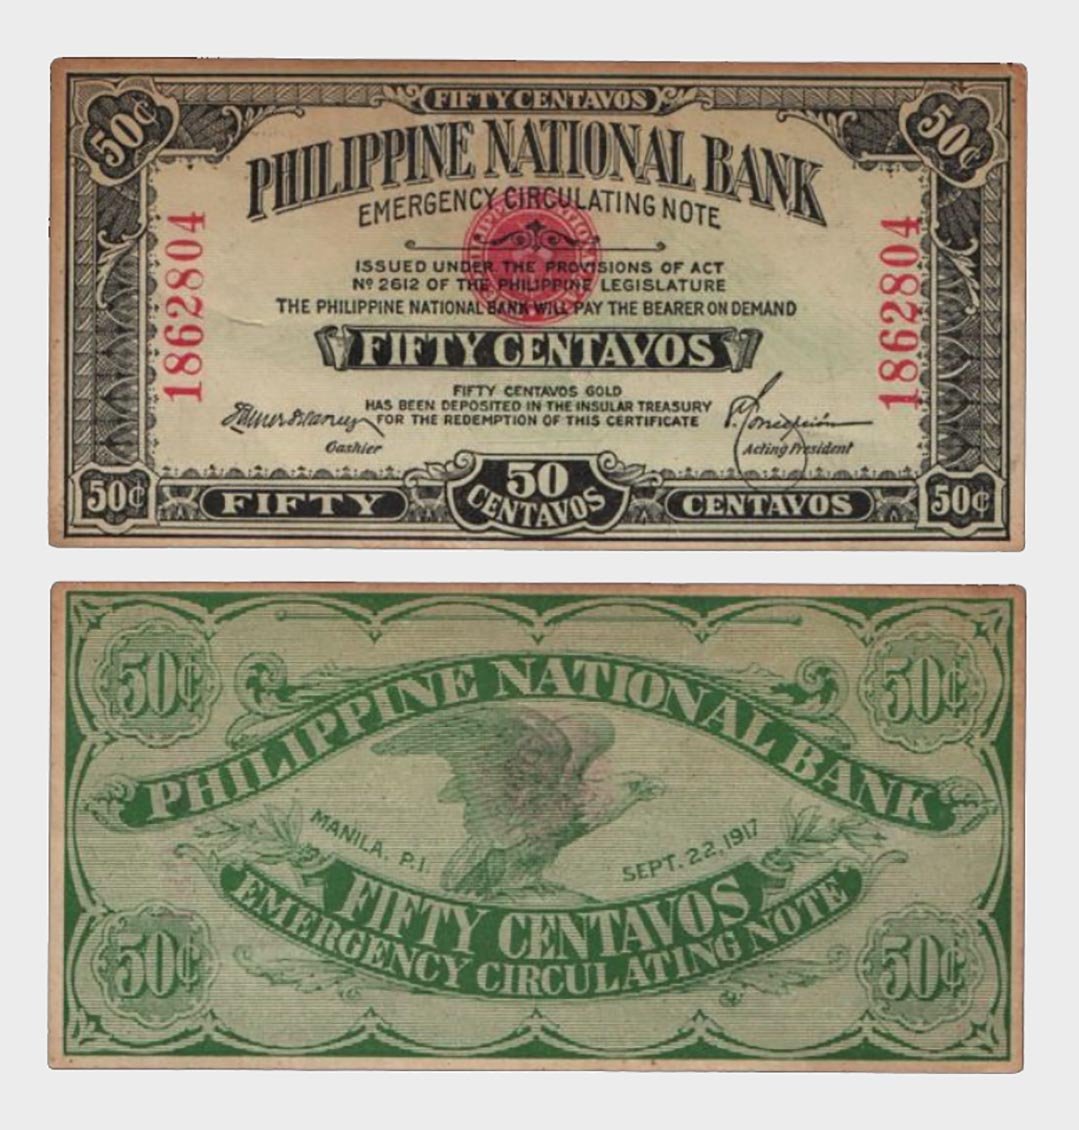 FIFTY CENTAVOS
50¢ 50¢
PHILIPPINE NATIONAL BANK
EMERGENCY CIRCULATING NOTE
1862804
1862804
ISSUED UNDER THE PROVISIONS OF ACT
Nº 2612 OF THE PHILIPPINE LEGISLATURE
THE PHILIPPINE NATIONAL BANK WILL PAY THE BEARER ON DEMAND
FIFTY CENTAVOS
FIFTY CENTAVOS GOLD
HAS BEEN DEPOSITED IN THE INSULAR TREASURY
FOR THE REDEMPTION OF THIS CERTIFICATE
Cashier
Acting President
50¢ FIFTY 50 CENTAVOS CENTAVOS 50¢
50¢ 50¢
PHILIPPINE NATIONAL BANK
MANILA, P.I. SEPT. 22, 1917
FIFTY CENTAVOS
EMERGENCY CIRCULATING NOTE
50¢ 50¢